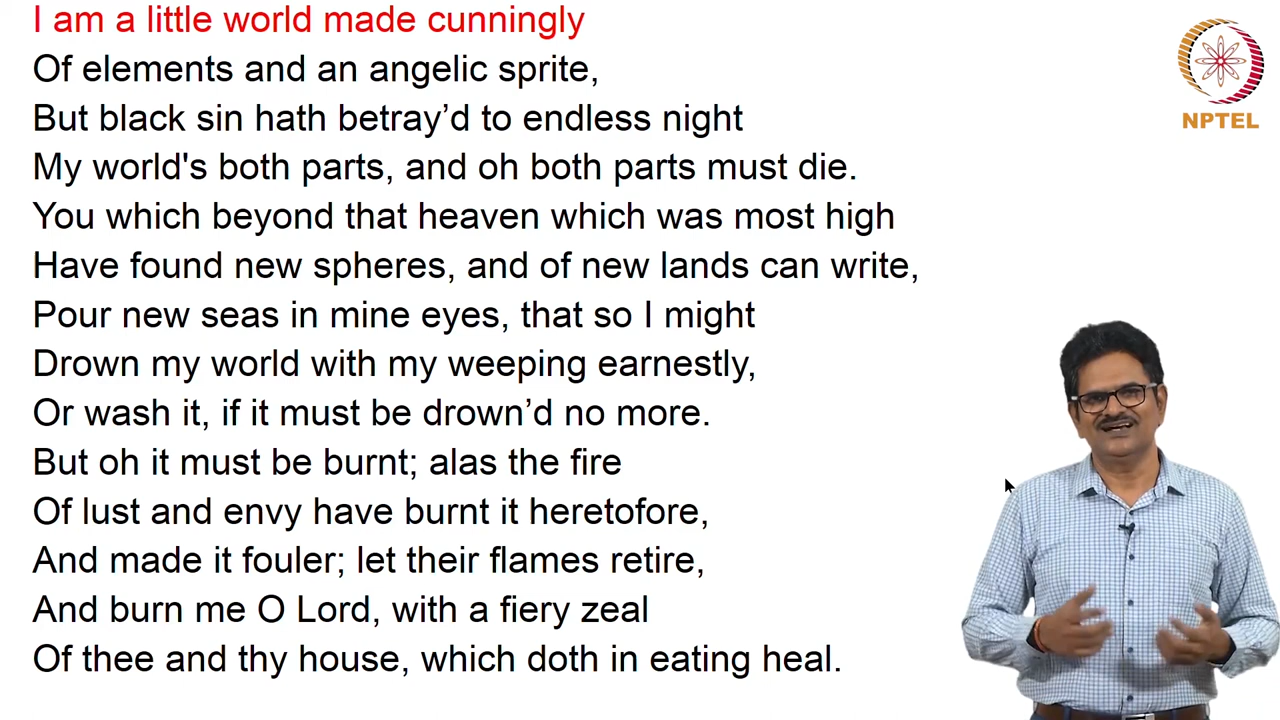 I am a little world made cunningly
Of elements and an angelic sprite,
But black sin hath betray’d to endless night
My world's both parts, and oh both parts must die.
You which beyond that heaven which was most high
Have found new spheres, and of new lands can write,
Pour new seas in mine eyes, that so I might
Drown my world with my weeping earnestly,
Or wash it, if it must be drown’d no more.
But oh it must be burnt; alas the fire
Of lust and envy have burnt it heretofore,
And made it fouler; let their flames retire,
And burn me O Lord, with a fiery zeal
Of thee and thy house, which doth in eating heal.
NPTEL